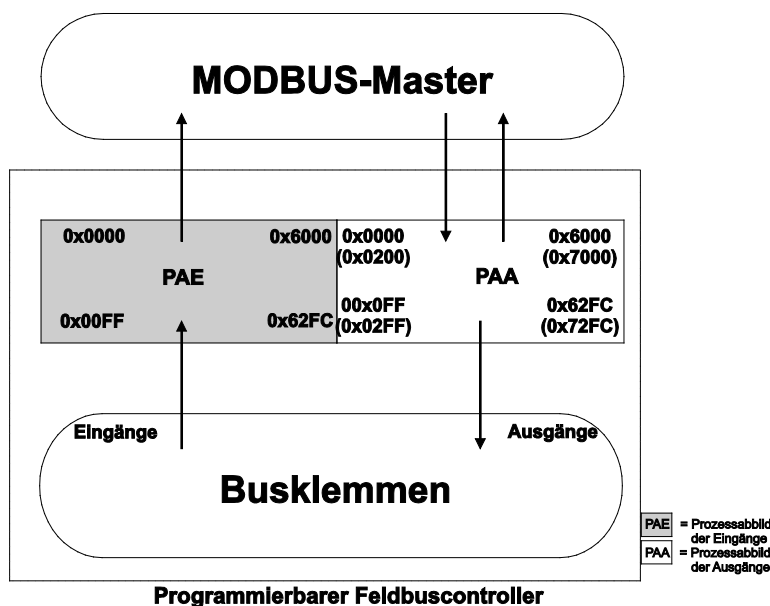 MODBUS-Master
0x0000 0x6000 0x0000 0x6000
(0x0200) (0x7000)
PAE PAA
0x00FF 0x62FC 00x0FF 0x62FC
(0x02FF) (0x72FC)
Eingänge Ausgänge
Busklemmen
PAE = Prozessabbild
der Eingänge
PAA = Prozessabbild
der Ausgänge
Programmierbarer Feldbuscontroller